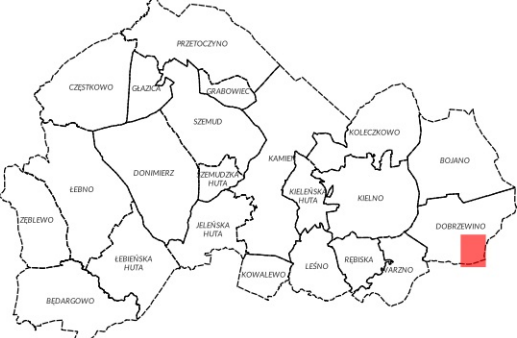 PRZETOCZYNO
CZĘSTKOWO
GŁAZICA
GRABOWIEC
SZEMUD
KOLECZKOWO
BOJANO
KAMIEŃ
DONIMIERZ
SZEMUDZKA
HUTA
ŁEBNO
KIELEŃSKA
HUTA
KIELNO
ZĘBLEWO
JELEŃSKA
HUTA
DOBRZEWINO
ŁEBIEŃSKA
HUTA
KOWALEWO
LEŚNO
RĘBISKA
WARZNO
BĘDARGOWO